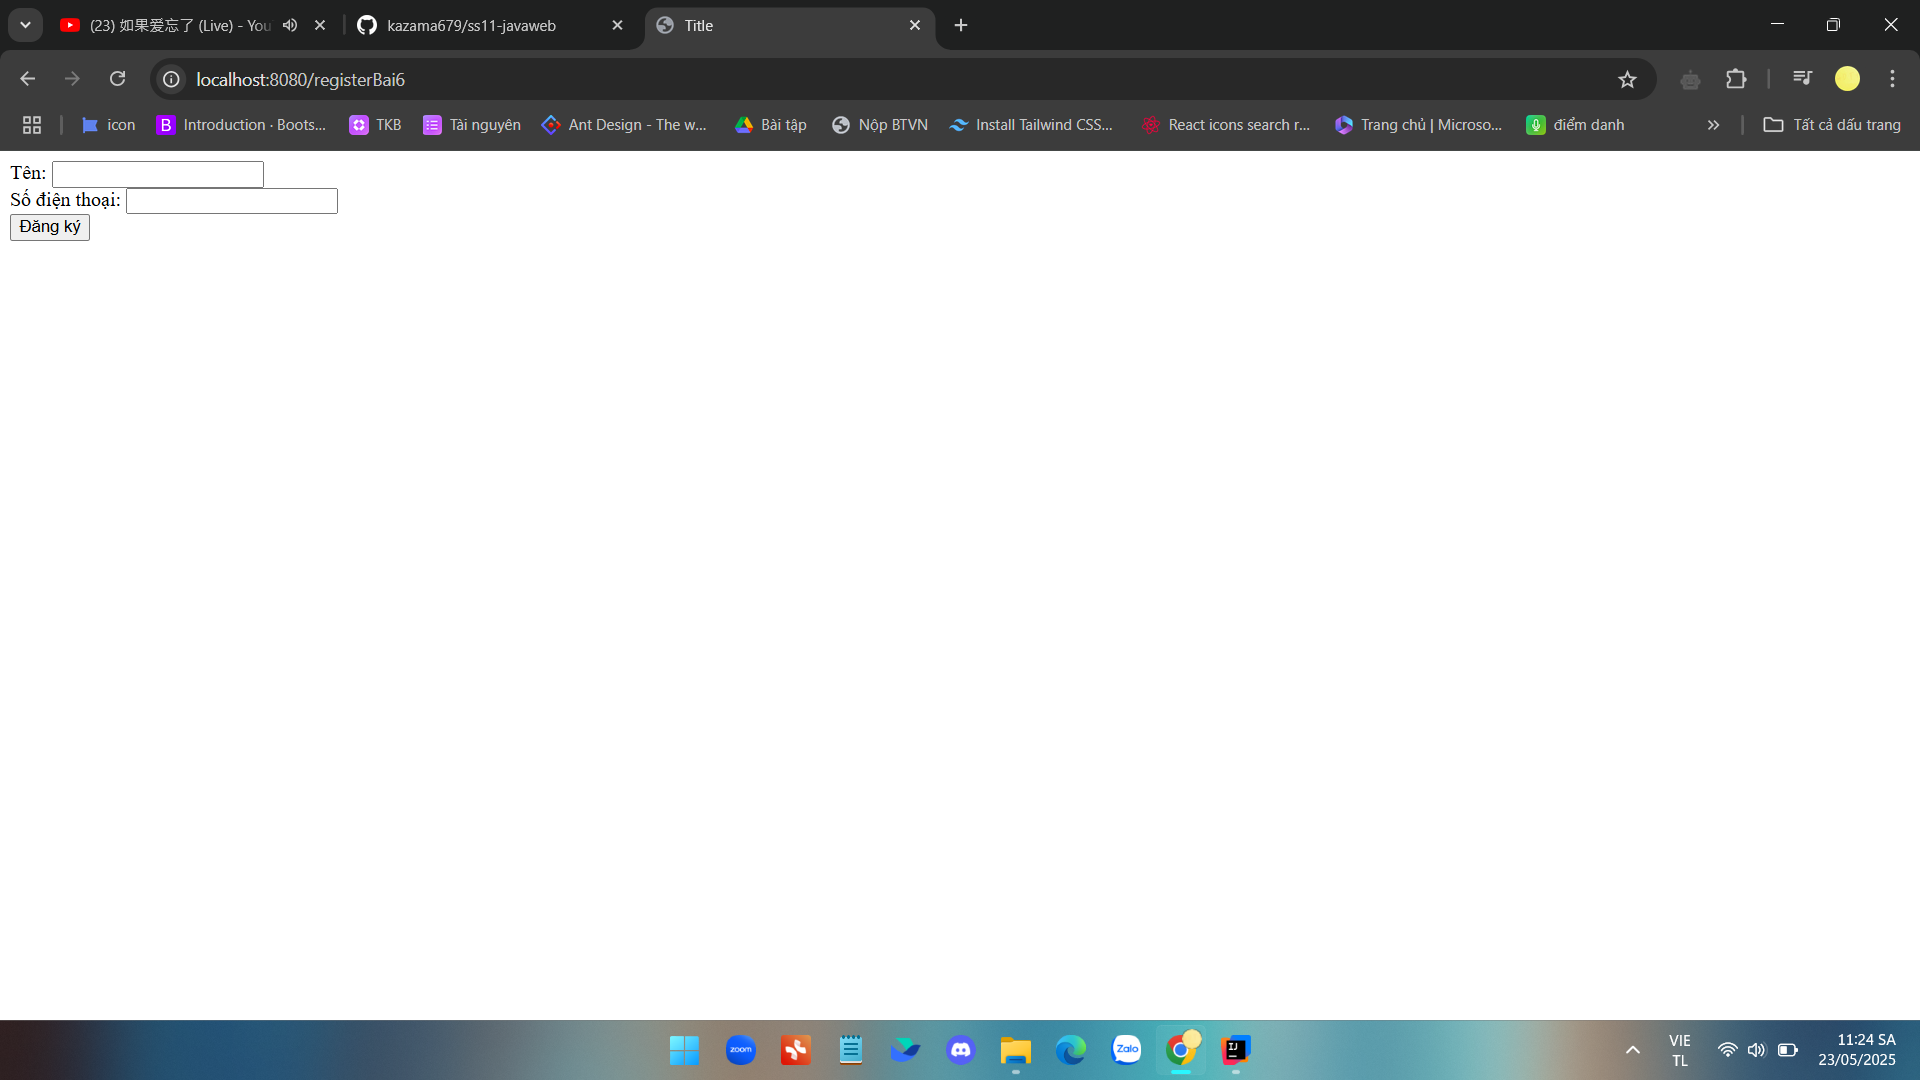 (23) 如果爱忘了 (Live) - You
kazama679/ss11-javaweb
Title
localhost:8080/registerBai6
icon
B
Introduction · Boots...
TKB
Tài nguyên
Ant Design - The w...
Bài tập
Nộp BTVN
Install Tailwind CSS...
React icons search r...
Trang chủ | Microso...
điểm danh
Tất cả dấu trang
Tên:
Số điện thoại:
Đăng ký
zoom
Zalo
IJ
VIE
TL
11:24 SA
23/05/2025